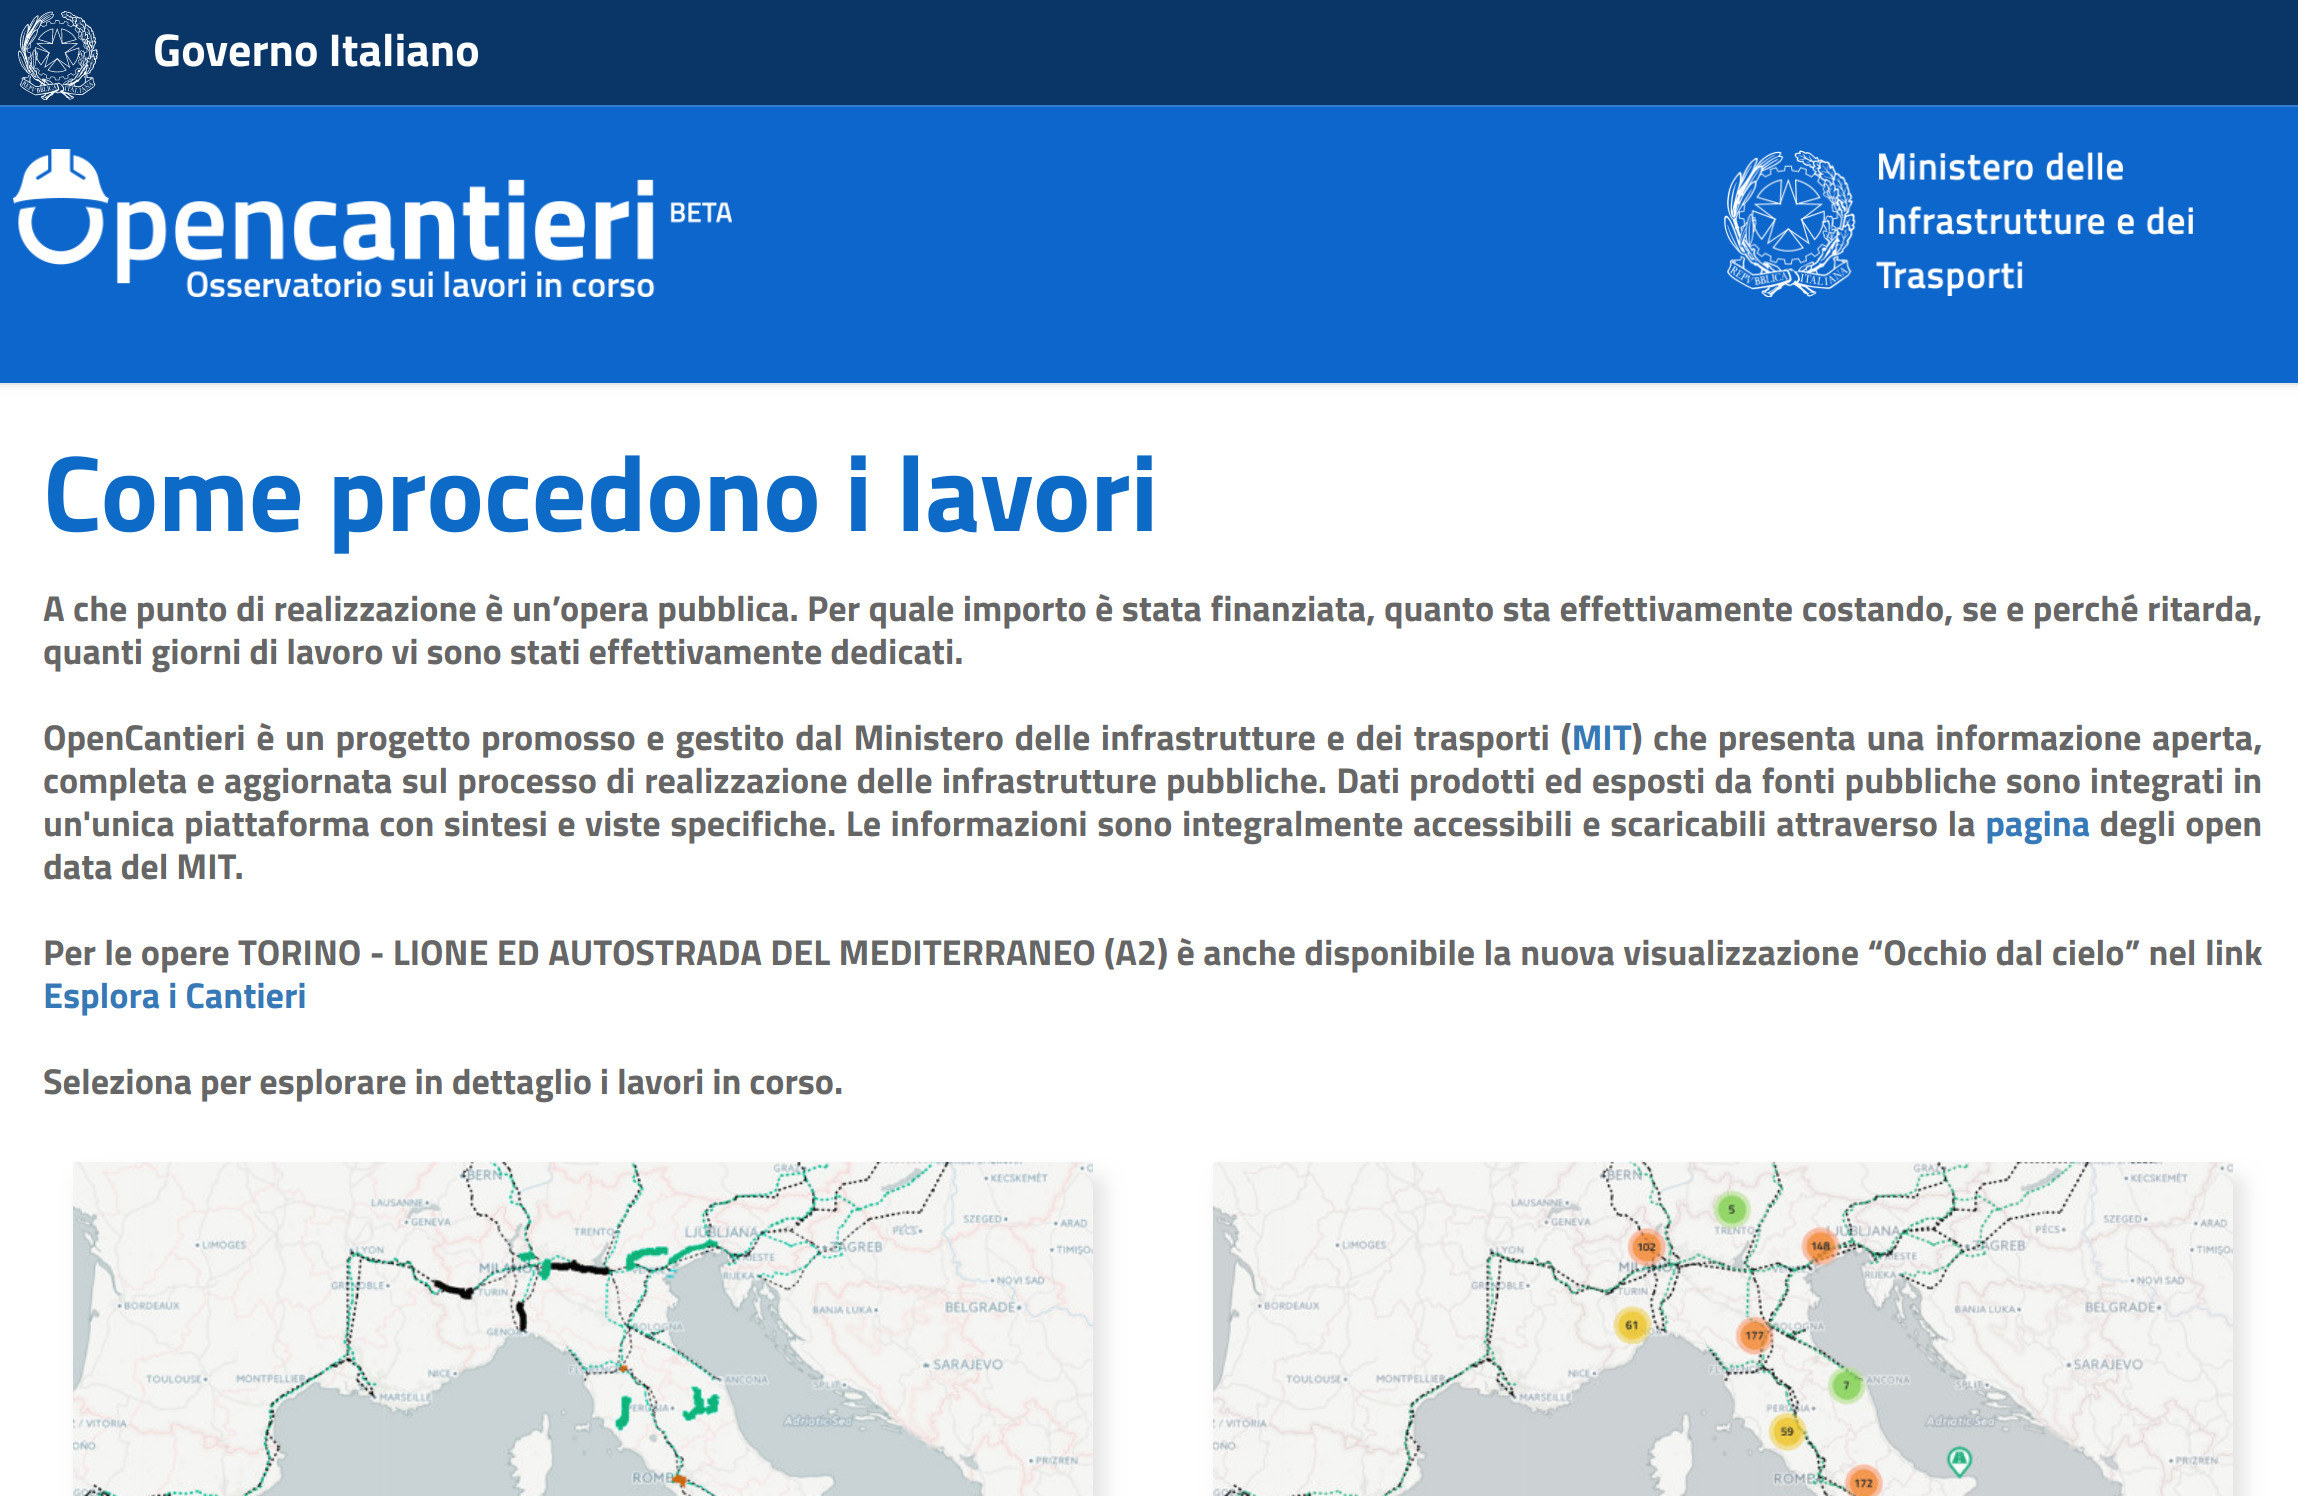 Governo Italiano
Opencantieri BETA
Osservatorio sui lavori in corso
Ministero delle
Infrastrutture e dei
Trasporti
REPVBBLICA ITALIANA
Come procedono i lavori
A che punto di realizzazione è un’opera pubblica. Per quale importo è stata finanziata, quanto sta effettivamente costando, se e perché ritarda,
quanti giorni di lavoro vi sono stati effettivamente dedicati.
OpenCantieri è un progetto promosso e gestito dal Ministero delle infrastrutture e dei trasporti (MIT) che presenta una informazione aperta,
completa e aggiornata sul processo di realizzazione delle infrastrutture pubbliche. Dati prodotti ed esposti da fonti pubbliche sono integrati in
un'unica piattaforma con sintesi e viste specifiche. Le informazioni sono integralmente accessibili e scaricabili attraverso la pagina degli open
data del MIT.
Per le opere TORINO - LIONE ED AUTOSTRADA DEL MEDITERRANEO (A2) è anche disponibile la nuova visualizzazione “Occhio dal cielo” nel link
Esplora i Cantieri
Seleziona per esplorare in dettaglio i lavori in corso.
BERN
KECSKEMÉT
LAUSANNE
GENEVA
TRENTO
LJUBLJANA
PÉCS
SZEGED
ARAD
LIMOGES
LYON
ZAGREB
GRENOBLE
TURIN
RIJEKA
NOVI SAD
BORDEAUX
BANJA LUKA
BELGRADE
BOLOGNA
SARAJEVO
TOULOUSE
MONTPELLIER
NICE
MARSEILLE
ANCONA
SPLIT
/ VITORIA
Adriatic Sea
PRIZREN
BERN
KECSKEMÉT
LAUSANNE
GENEVA
5
TRENTO
102
148
LJUBLJANA
PÉCS
SZEGED
ARAD
LIMOGES
LYON
ZAGREB
GRENOBLE
TURIN
RIJEKA
NOVI SAD
BORDEAUX
BANJA LUKA
BELGRADE
61
177
BOLOGNA
SARAJEVO
TOULOUSE
MONTPELLIER
NICE
MARSEILLE
7
ANCONA
SPLIT
/ VITORIA
PERUGIA
59
Adriatic Sea
172
PRIZREN